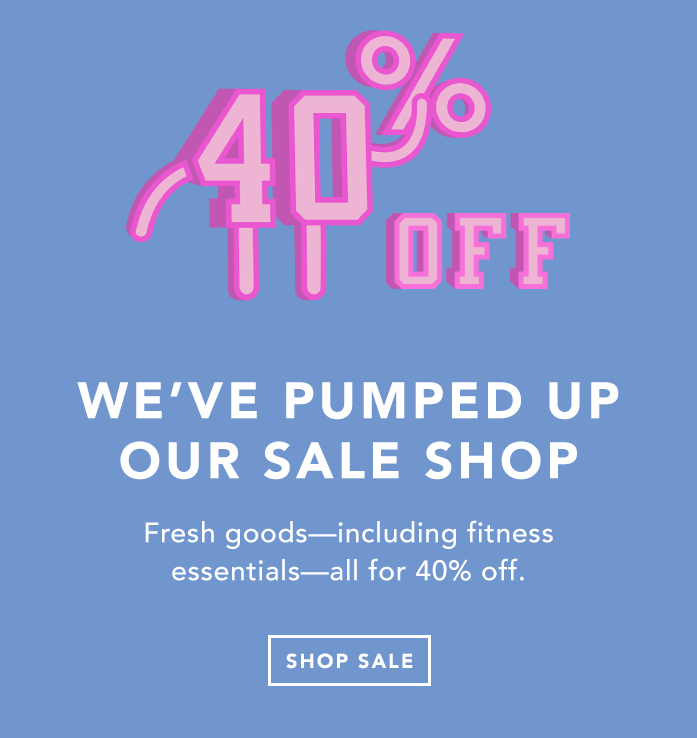 40%
OFF
WE’VE PUMPED UP
OUR SALE SHOP
Fresh goods—including fitness
essentials—all for 40% off.
SHOP SALE